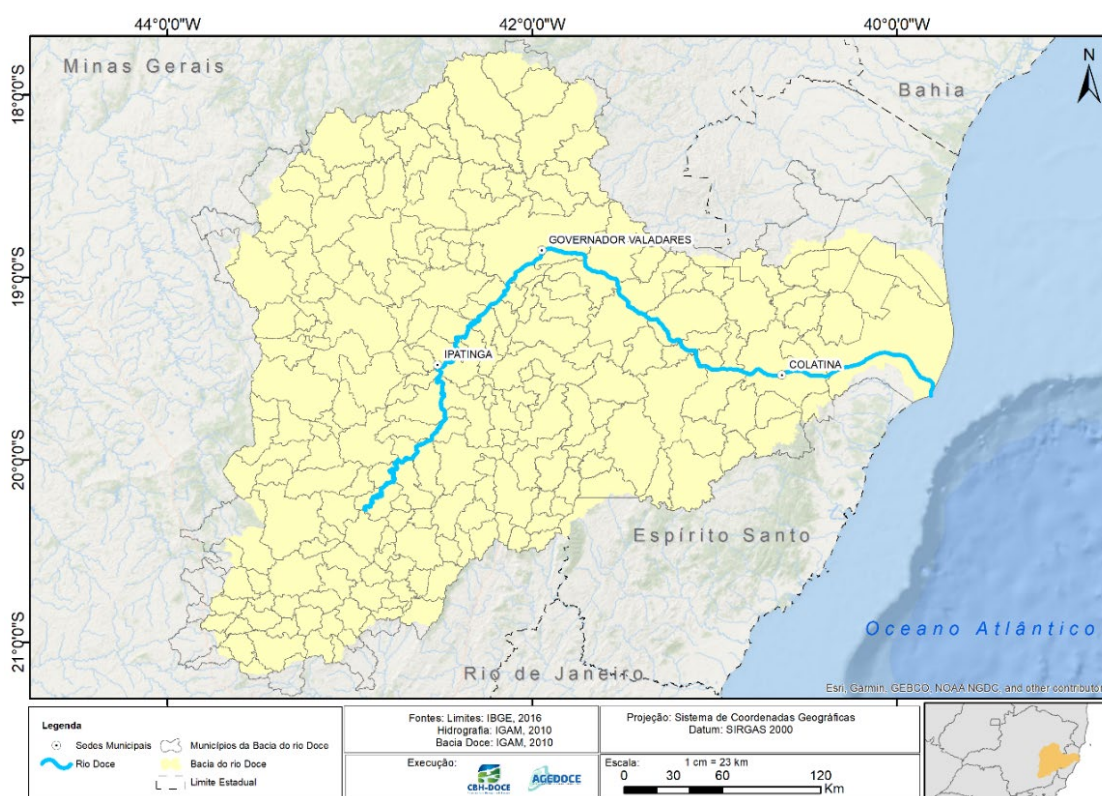 44°0'0"W
42°0'0"W
40°0'0"W
18°0'0"S
19°0'0"S
20°0'0"S
21°0'0"S
Minas Gerais
Bahia
N
GOVERNADOR VALADARES
IPATINGA
COLATINA
Espírito Santo
Oceano Atlântico
Rio de Janeiro
Esri, Garmin, GEBCO, NOAA NGDC, and other contributor
Legenda
Sedes Municipais
Municípios da Bacia do rio Doce
Rio Doce
Bacia do rio Doce
Limite Estadual
Fontes: Limites: IBGE, 2016
Hidrografia: IGAM, 2010
Bacia Doce: IGAM, 2010
Execução:
CBH-DOCE
AGEDOCE
Projeção: Sistema de Coordenadas Geográficas
Datum: SIRGAS 2000
Escala: 1 cm = 23 km
0 30 60 120
Km